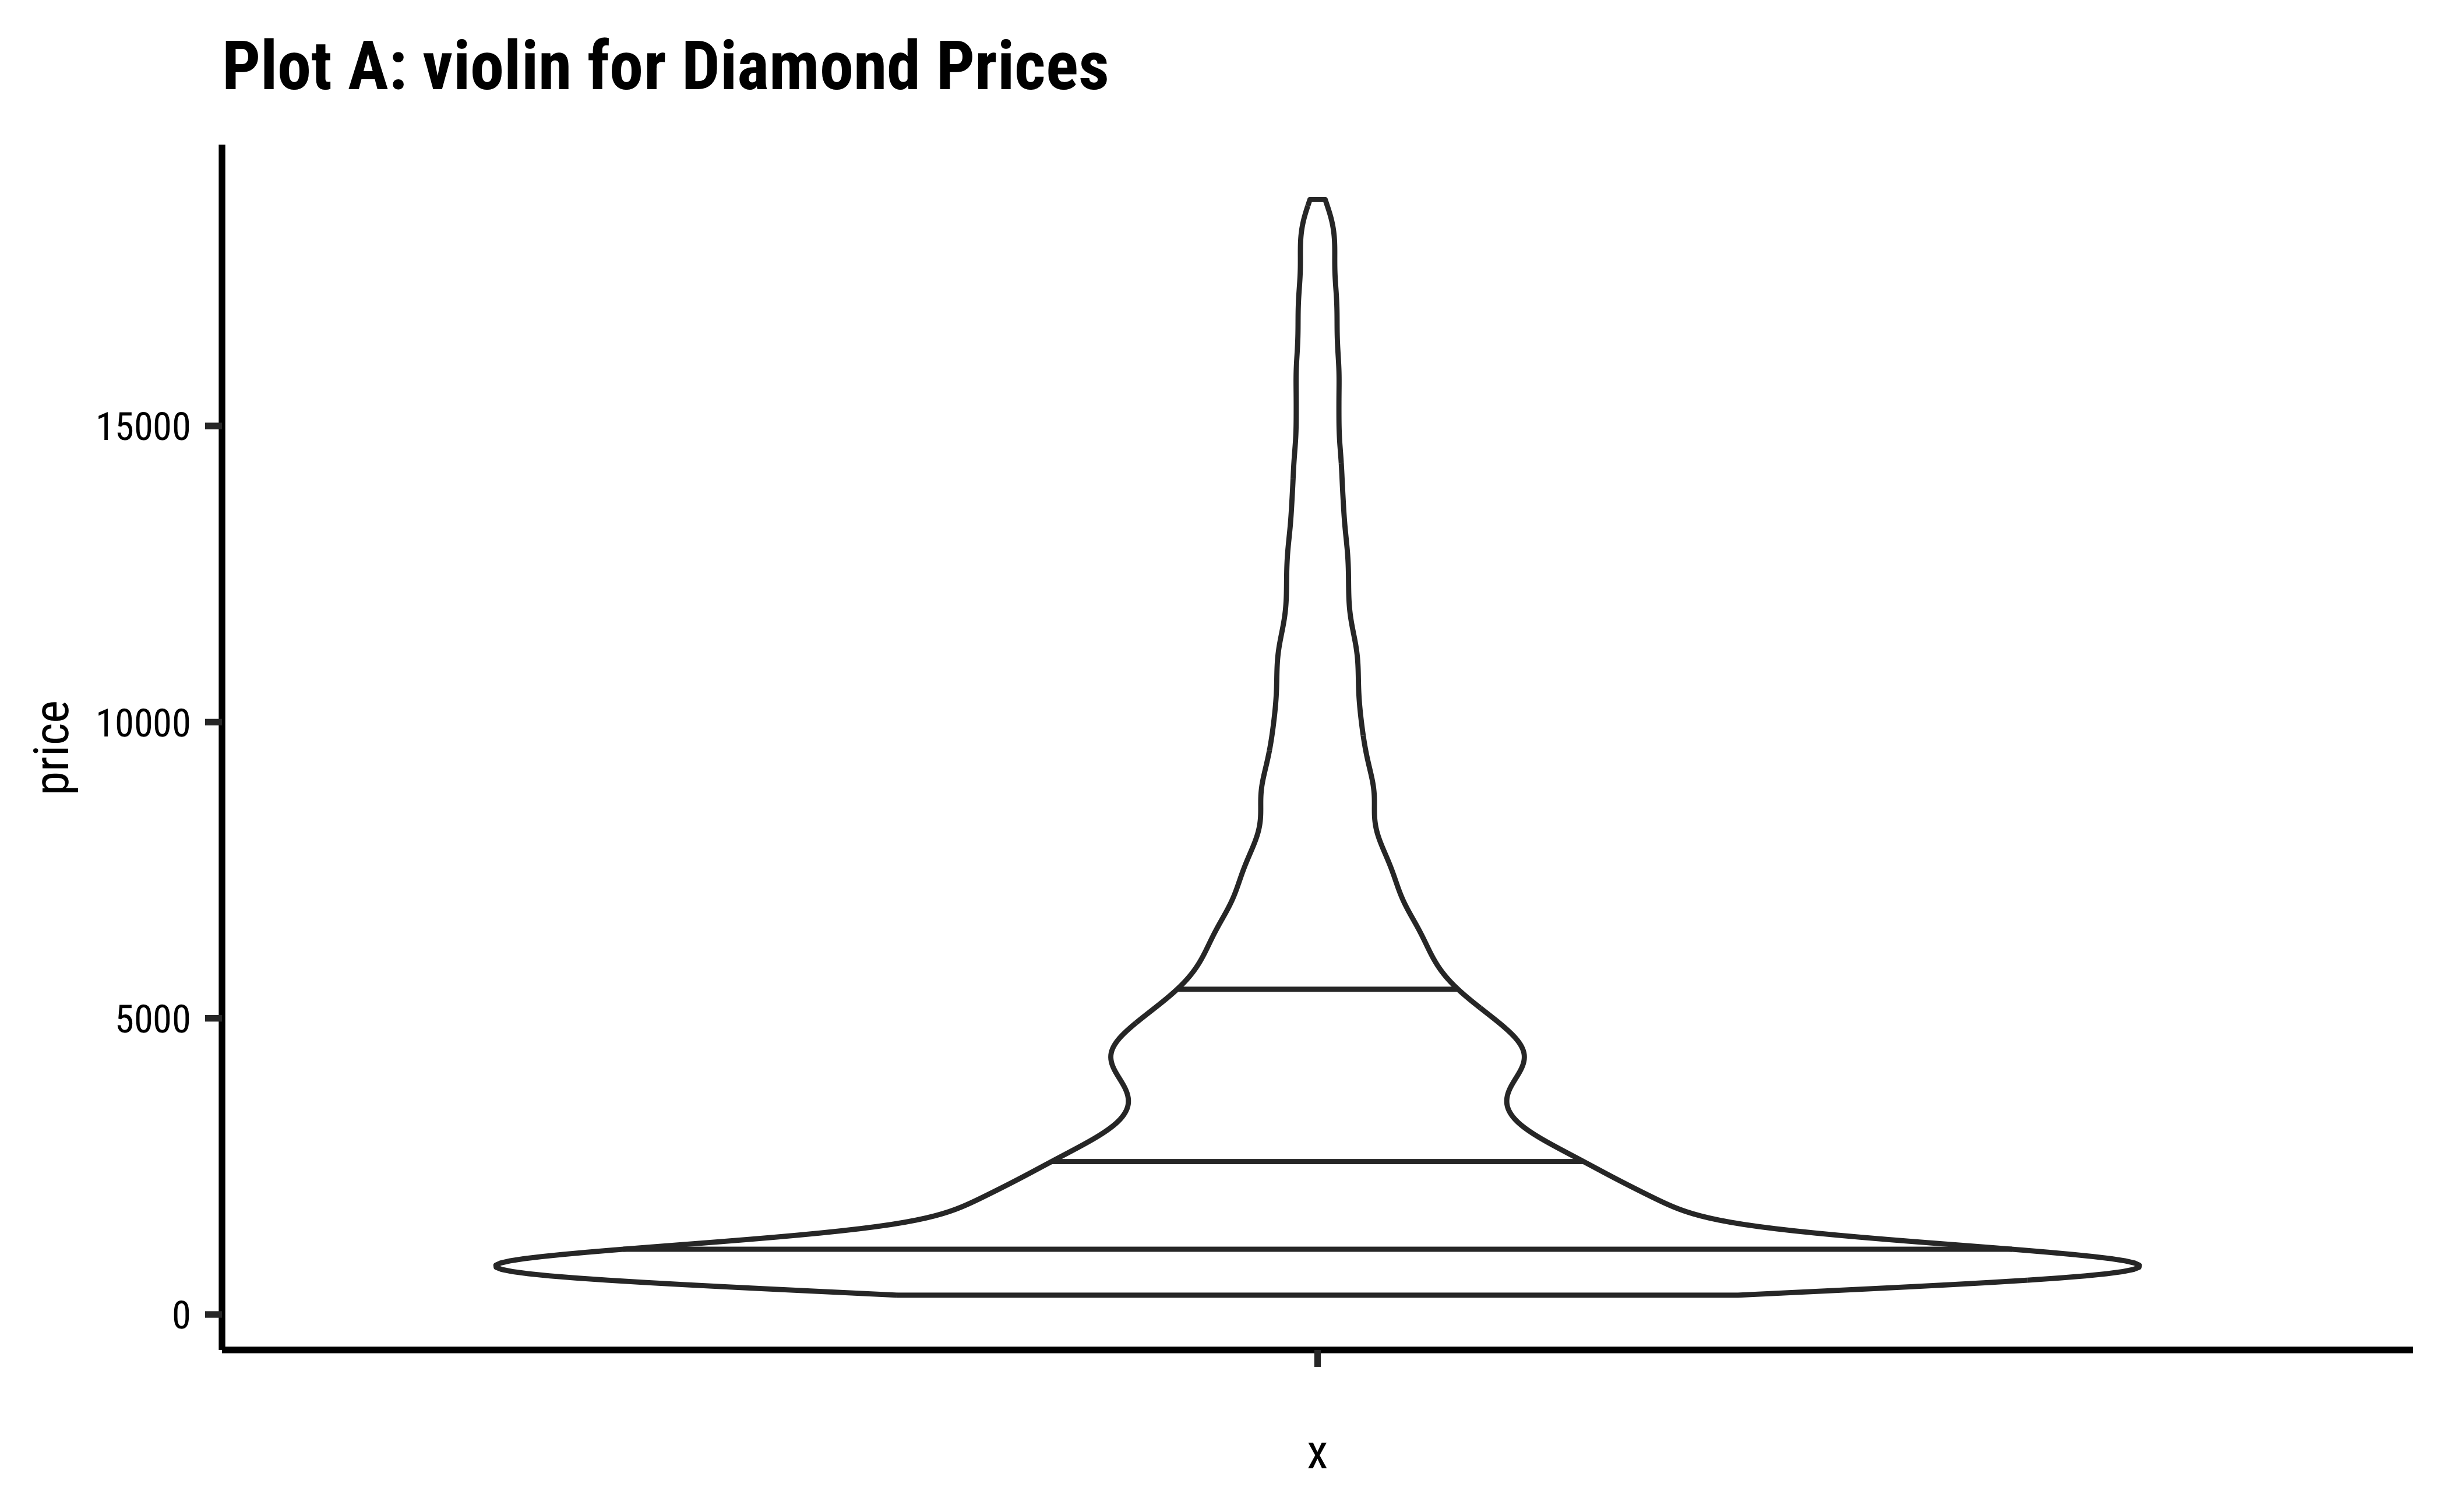 Plot A: violin for Diamond Prices
15000
10000
5000
0
price
x